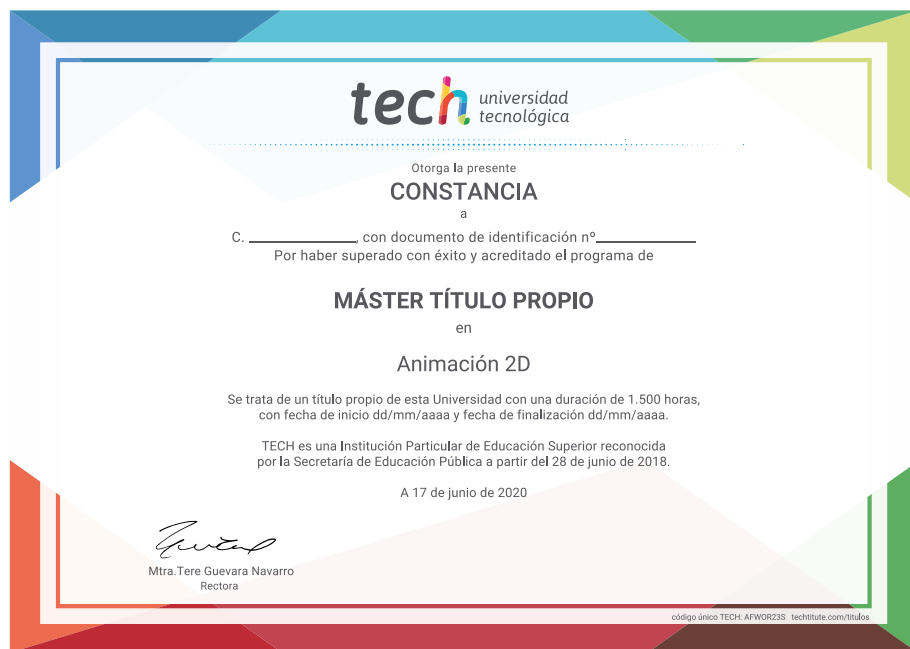 tech universidad
tecnológica
Otorga la presente
CONSTANCIA
a
C. ______________, con documento de identificación nº______________
Por haber superado con éxito y acreditado el programa de
MÁSTER TÍTULO PROPIO
en
Animación 2D
Se trata de un título propio de esta Universidad con una duración de 1.500 horas,
con fecha de inicio dd/mm/aaaa y fecha de finalización dd/mm/aaaa.
TECH es una Institución Particular de Educación Superior reconocida
por la Secretaría de Educación Pública a partir del 28 de junio de 2018.
A 17 de junio de 2020
Mtra.Tere Guevara Navarro
Rectora
código único TECH: AFWOR23S techtitute.com/titulos